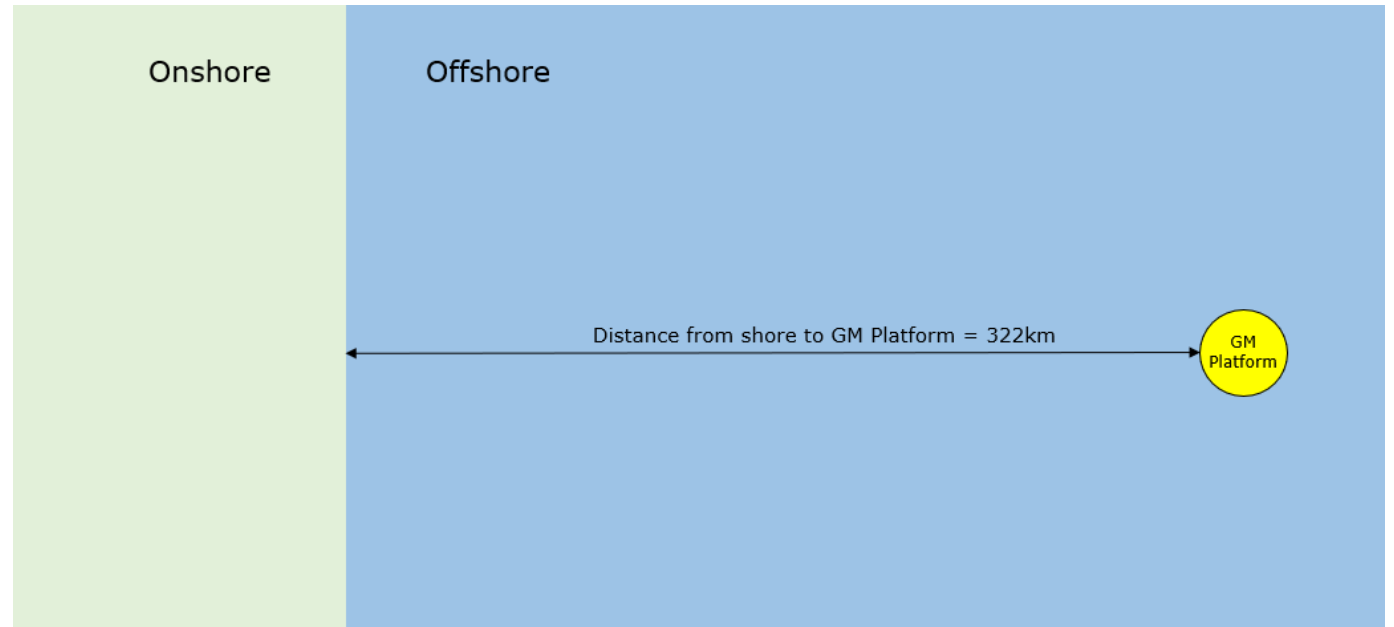 Onshore
Offshore
Distance from shore to GM Platform = 322km
GM
Platform